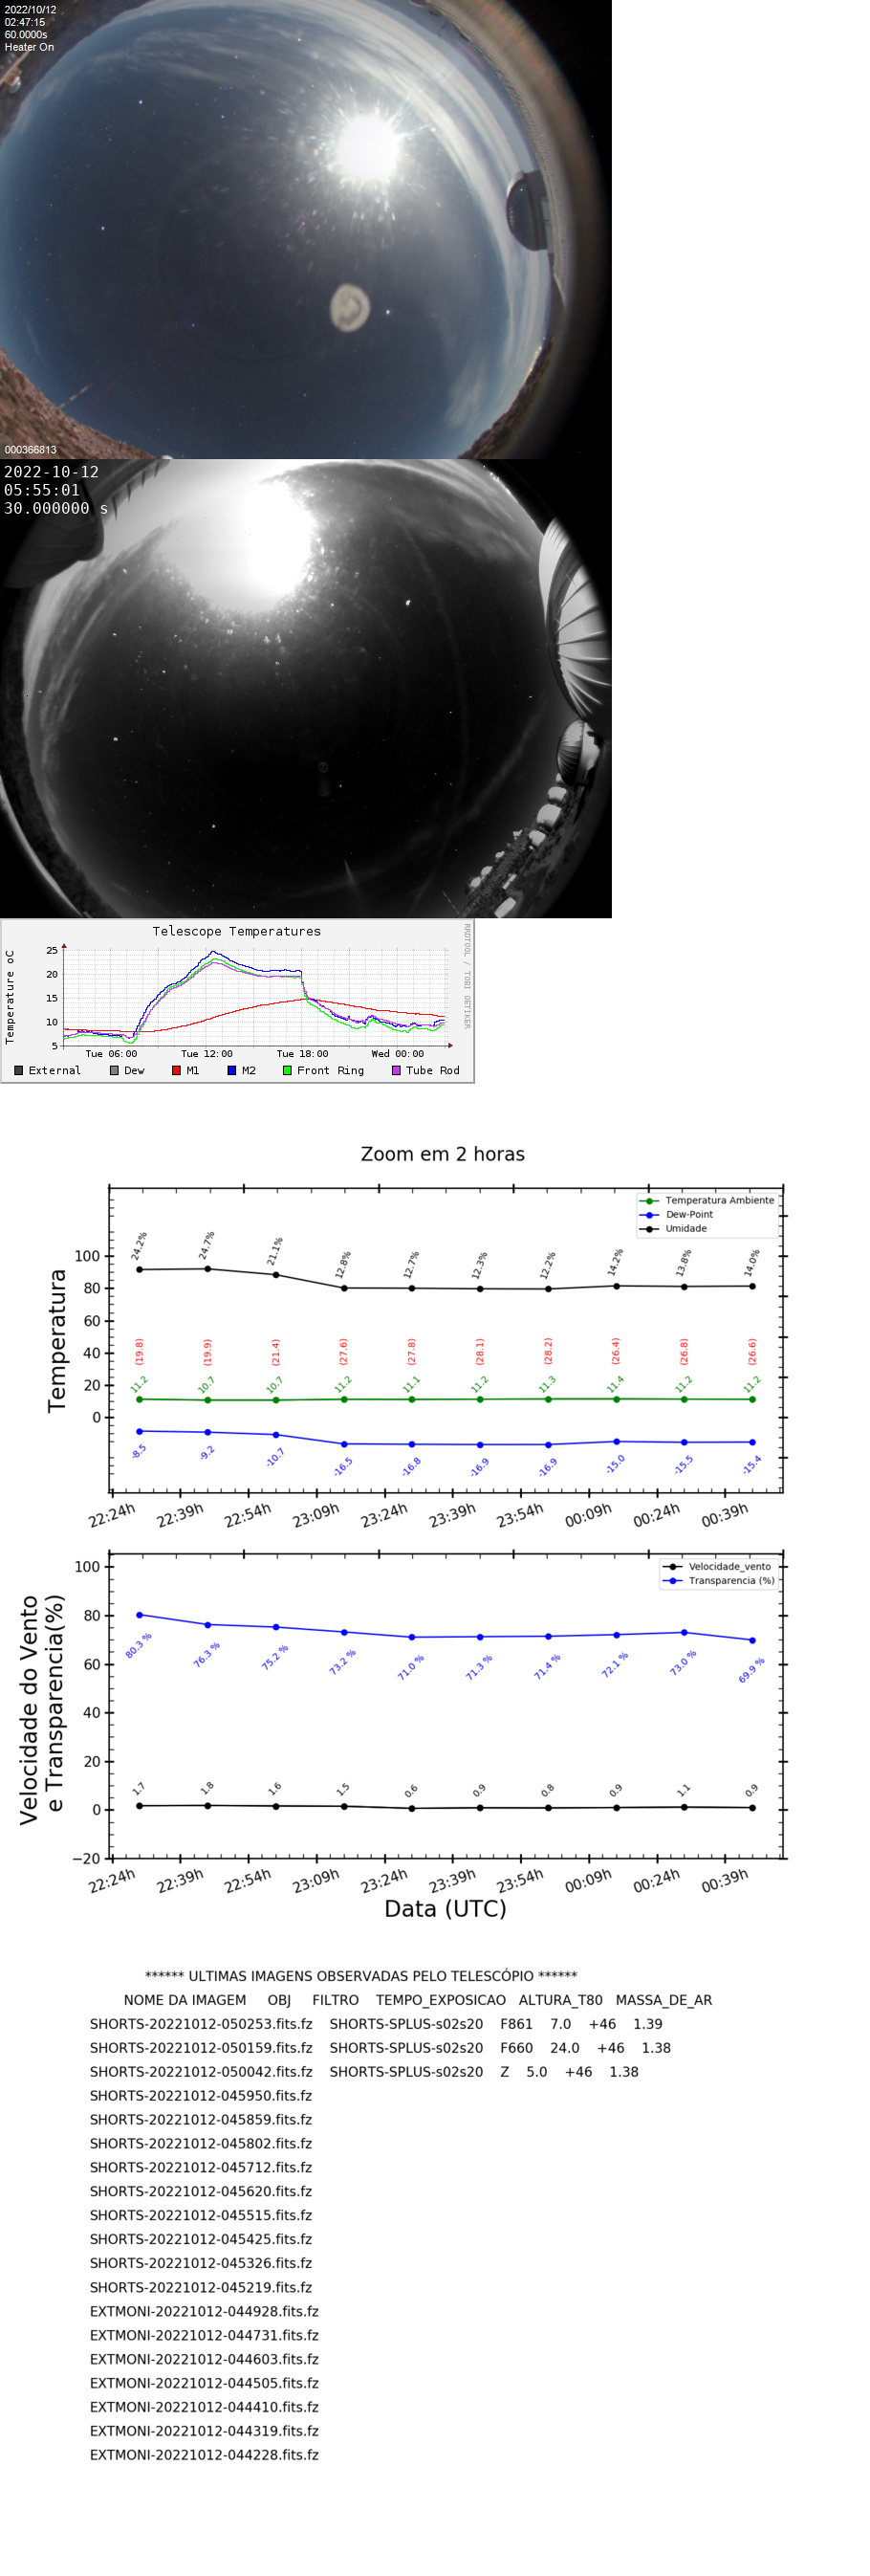 2022/10/12
02:47:15
60.0000s
Heater On
000366813
2022-10-12
05:55:01
30.000000 s
Telescope Temperatures
RRDTOOL / TOBI OETIKER
Temperature oC
25
20
15
10
5
Tue 06:00 Tue 12:00 Tue 18:00 Wed 00:00
External Dew M1 M2 Front Ring Tube Rod
Zoom em 2 horas
Temperatura Ambiente
Dew-Point
Umidade
Temperatura
100
80
60
40
20
0
24.2% 24.7% 21.1% 12.8% 12.7% 12.3% 12.2% 14.2% 13.8% 14.0%
(19.8) (19.9) (21.4) (27.6) (27.8) (28.1) (28.2) (26.4) (26.8) (26.6)
11.2 10.7 10.7 11.2 11.1 11.2 11.3 11.4 11.2 11.2
-8.5 -9.2 -10.7 -16.5 -16.8 -16.9 -16.9 -15.0 -15.5 -15.4
22:24h 22:39h 22:54h 23:09h 23:24h 23:39h 23:54h 00:09h 00:24h 00:39h
Velocidade_vento
Transparencia (%)
Velocidade do Vento
e Transparencia(%)
100
80
60
40
20
0
−20
80.3 % 76.3 % 75.2 % 73.2 % 71.0 % 71.3 % 71.4 % 72.1 % 73.0 % 69.9 %
1.7 1.8 1.6 1.5 0.6 0.9 0.8 0.9 1.1 0.9
22:24h 22:39h 22:54h 23:09h 23:24h 23:39h 23:54h 00:09h 00:24h 00:39h
Data (UTC)
****** ULTIMAS IMAGENS OBSERVADAS PELO TELESCÓPIO ******
NOME DA IMAGEM OBJ FILTRO TEMPO_EXPOSICAO ALTURA_T80 MASSA_DE_AR
SHORTS-20221012-050253.fits.fz SHORTS-SPLUS-s02s20 F861 7.0 +46 1.39
SHORTS-20221012-050159.fits.fz SHORTS-SPLUS-s02s20 F660 24.0 +46 1.38
SHORTS-20221012-050042.fits.fz SHORTS-SPLUS-s02s20 Z 5.0 +46 1.38
SHORTS-20221012-045950.fits.fz
SHORTS-20221012-045859.fits.fz
SHORTS-20221012-045802.fits.fz
SHORTS-20221012-045712.fits.fz
SHORTS-20221012-045620.fits.fz
SHORTS-20221012-045515.fits.fz
SHORTS-20221012-045425.fits.fz
SHORTS-20221012-045326.fits.fz
SHORTS-20221012-045219.fits.fz
EXTMONI-20221012-044928.fits.fz
EXTMONI-20221012-044731.fits.fz
EXTMONI-20221012-044603.fits.fz
EXTMONI-20221012-044505.fits.fz
EXTMONI-20221012-044410.fits.fz
EXTMONI-20221012-044319.fits.fz
EXTMONI-20221012-044228.fits.fz